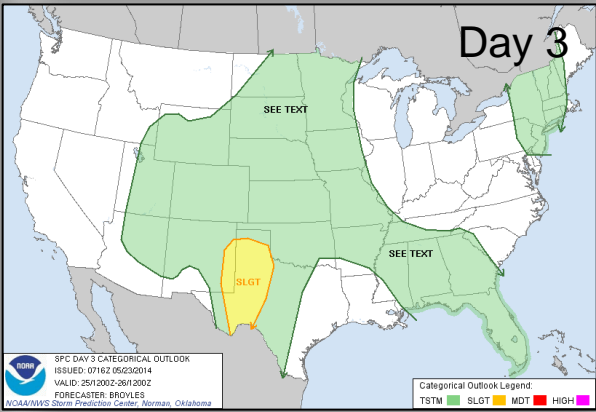 Day 3
SEE TEXT
SEE TEXT
SLGT
NOAA
SPC DAY 3 CATEGORICAL OUTLOOK
ISSUED: 0716Z 05/23/2014
VALID: 25/1200Z-26/1200Z
FORECASTER: BROYLES
NOAA/NWS Storm Prediction Center, Norman, Oklahoma
Categorical Outlook Legend:
TSTM SLGT MDT HIGH